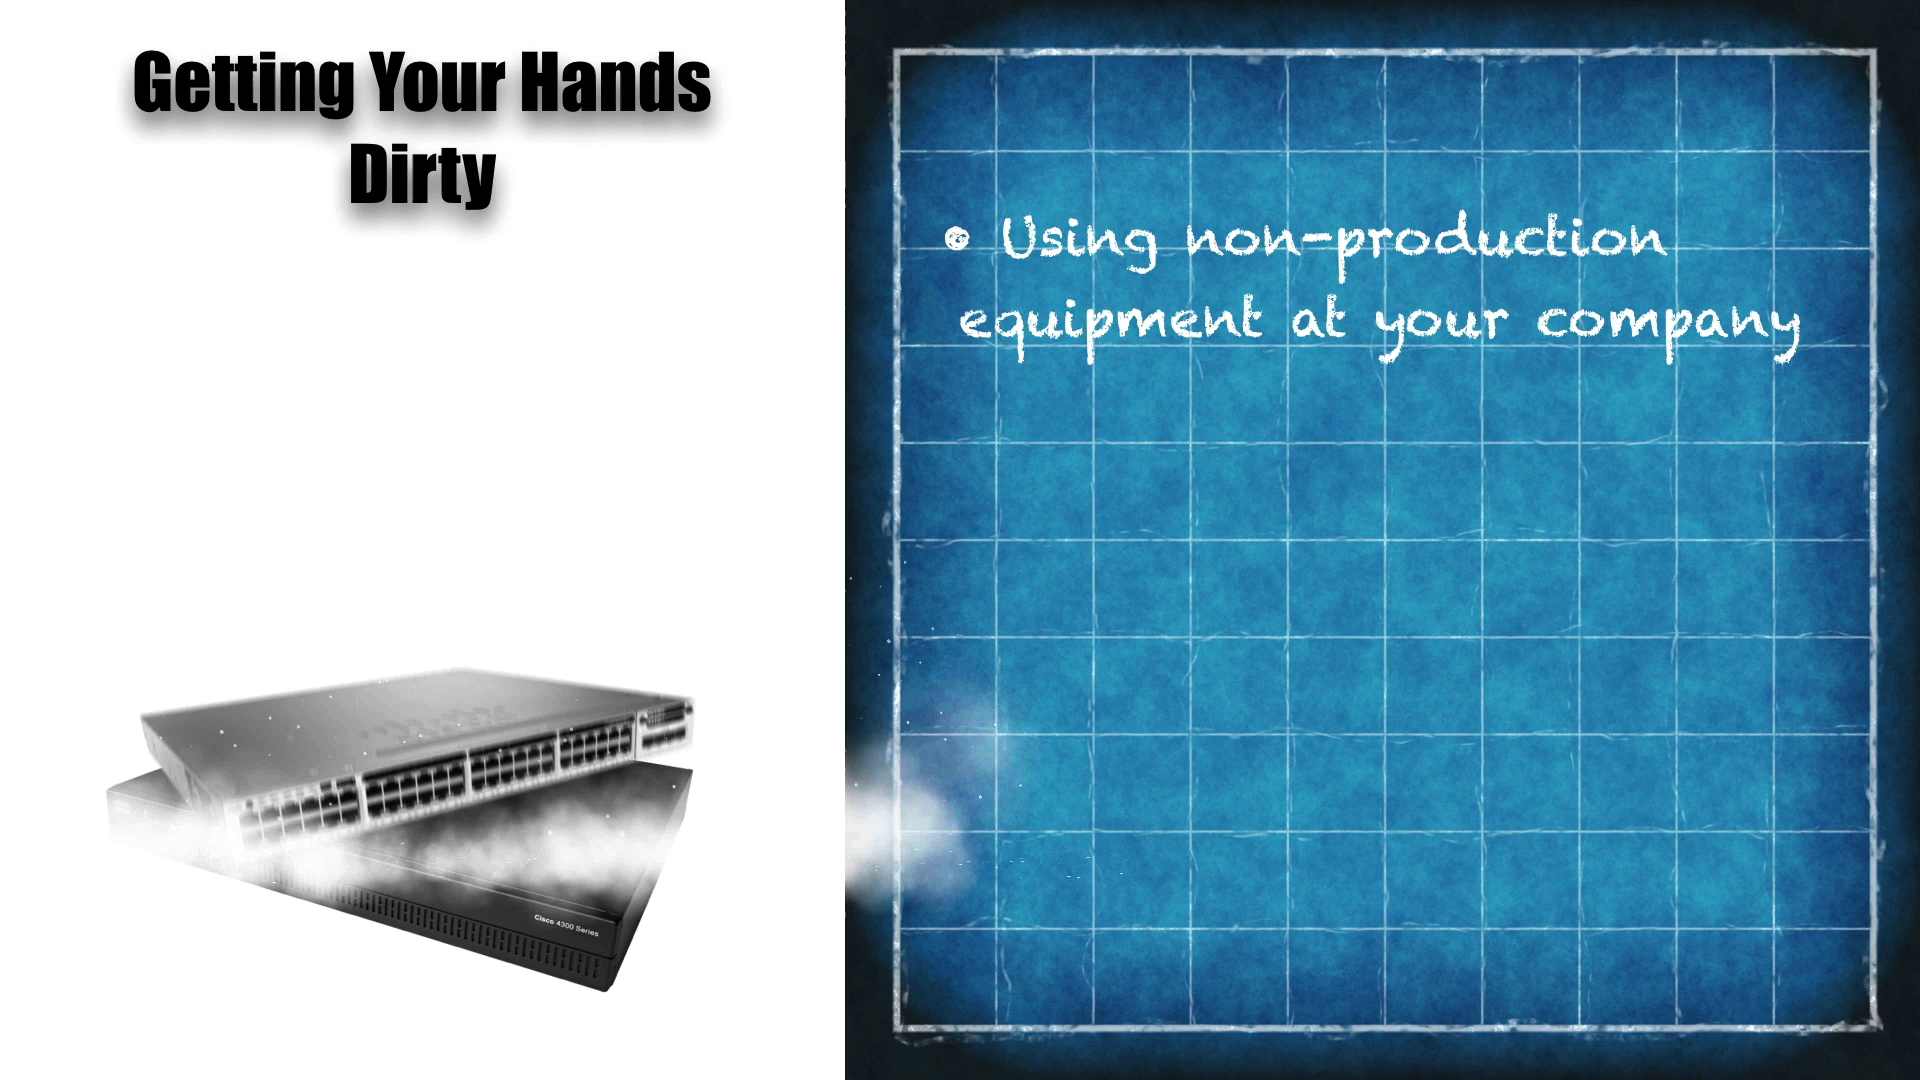 Getting Your Hands
Dirty
• Using non-production
equipment at your company
Cisco 4300 Series